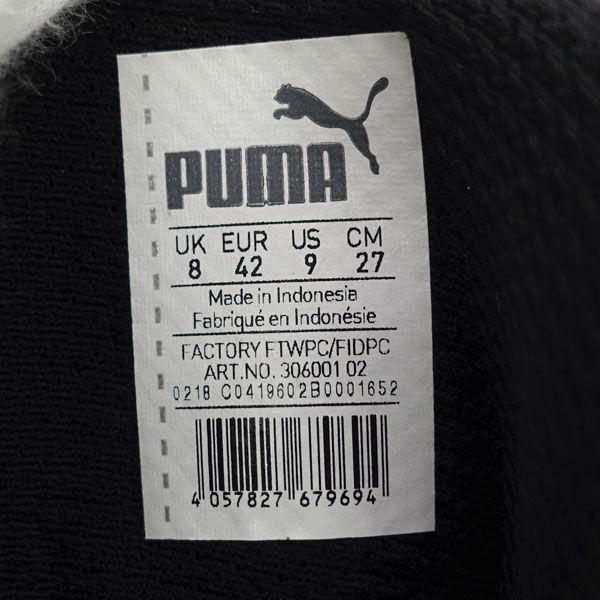 PUMA
UK EUR US CM
8 42 9 27
Made in Indonesia
Fabriqué en Indonésie
FACTORY FTWPC/FIDPC
ART.NO. 306001 02
0218 C0419602B0001652
4 057827 679694